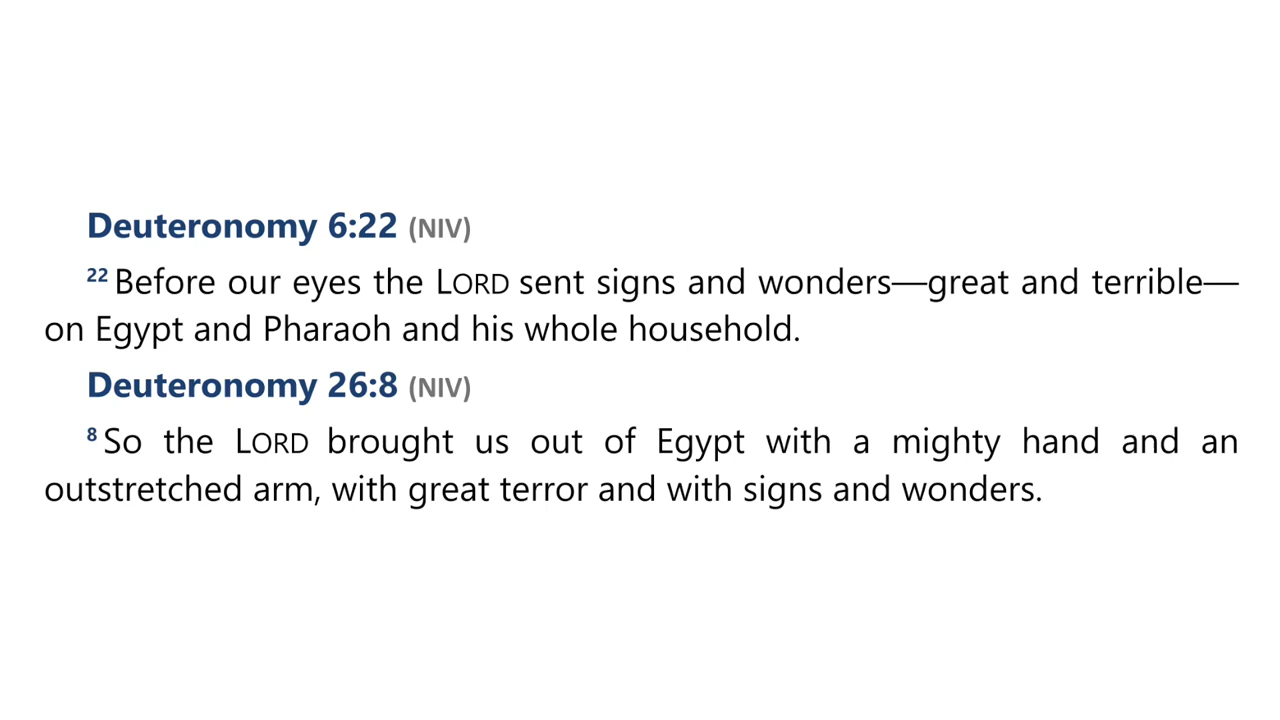 Deuteronomy 6:22 (NIV)
22 Before our eyes the LORD sent signs and wonders—great and terrible—
on Egypt and Pharaoh and his whole household.
Deuteronomy 26:8 (NIV)
8 So the LORD brought us out of Egypt with a mighty hand and an
outstretched arm, with great terror and with signs and wonders.